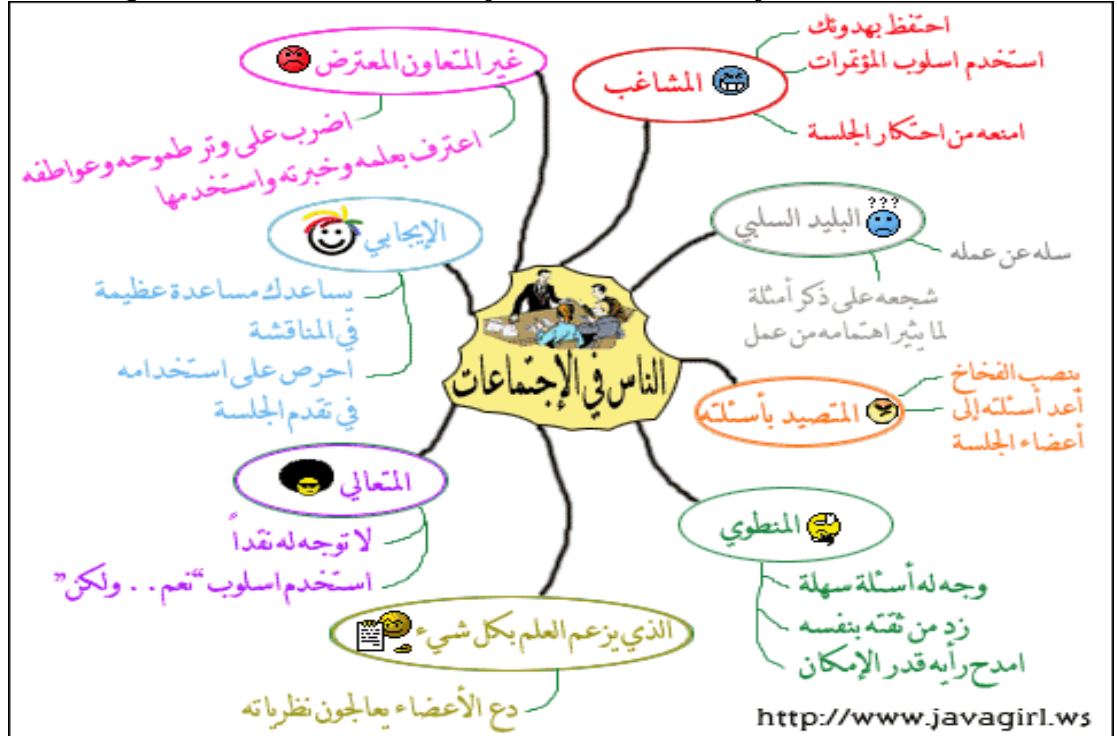 الناس في الإجتماعات
المشاغب
احتفظ بهدوئك
استخدم اسلوب المؤتمرات
امنعه من احتكار الجلسة
البليد السلبي
???
سله عن عمله
شجعه على ذكر أمثلة
لما يثير اهتمامه من عمل
المتصيد بأسئلته
ينصب الفخاخ
أعد أسئلته إلى
أعضاء الجلسة
المنطوي
وجه له أسئلة سهلة
زد من ثقته بنفسه
امدح رأيه قدر الإمكان
الذي يزعم العلم بكل شيء
دع الأعضاء يعالجون نظرياته
المتعالي
لا توجه له نقداً
استخدم اسلوب “نعم . . ولكن”
الإيجابي
يساعدك مساعدة عظيمة
في المناقشة
احرص على استخدامه
في تقدم الجلسة
غير المتعاون المعترض
اضرب على وتر طموحه وعواطفه
اعترف بعلمه وخبرته واستخدمها
http://www.javagirl.ws